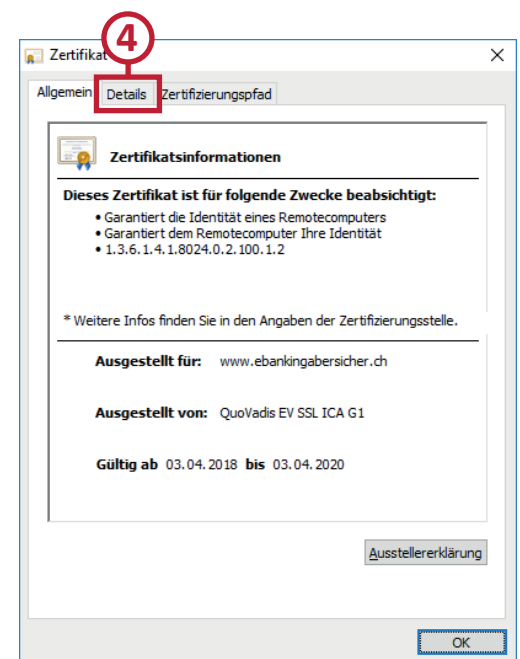 4
Zertifikat
Allgemein Details Zertifizierungspfad
Zertifikatsinformationen
Dieses Zertifikat ist für folgende Zwecke beabsichtigt:
• Garantiert die Identität eines Remotecomputers
• Garantiert dem Remotecomputer Ihre Identität
• 1.3.6.1.4.1.8024.0.2.100.1.2
* Weitere Infos finden Sie in den Angaben der Zertifizierungsstelle.
Ausgestellt für: www.ebankingabersicher.ch
Ausgestellt von: QuoVadis EV SSL ICA G1
Gültig ab 03.04.2018 bis 03.04.2020
Ausstellererklärung
OK